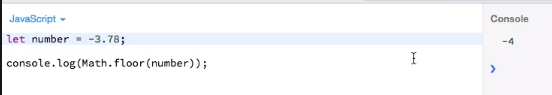 JavaScript
Console
let number = -3.78;
-4
console.log(Math.floor(number));